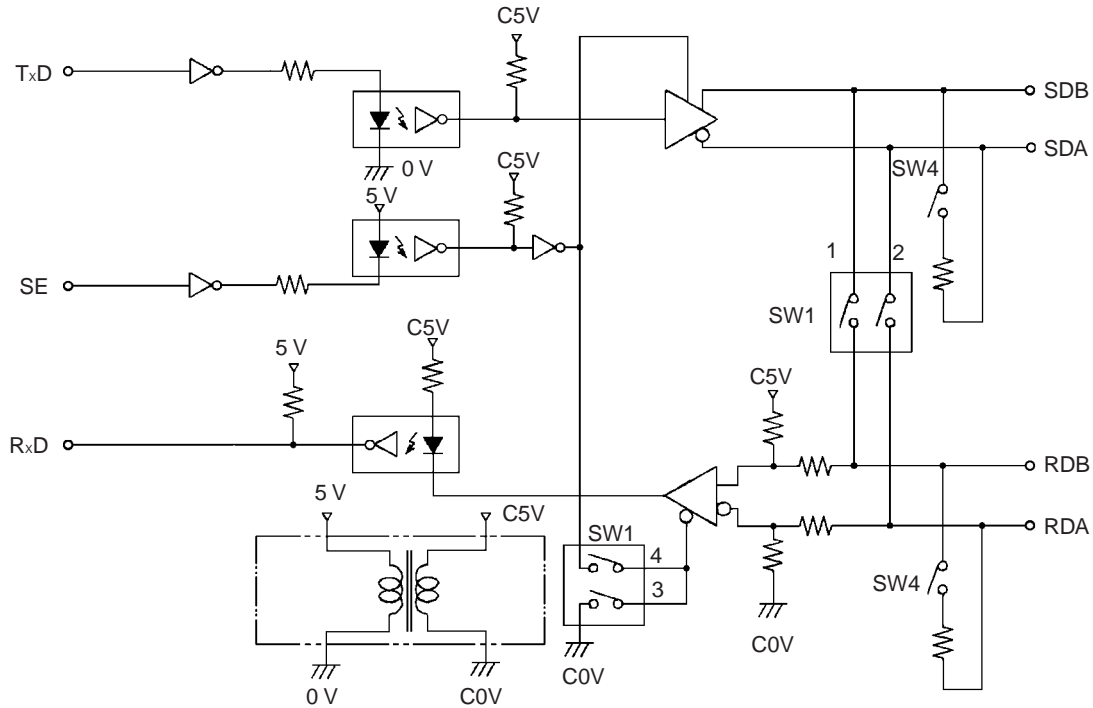 C5V
TxD
SDB
0 V
SDA
C5V
SW4
5 V
1
2
SE
SW1
C5V
5 V
C5V
RxD
RDB
5 V
C5V
RDA
SW1
4
3
SW4
C0V
C0V
0 V
C0V